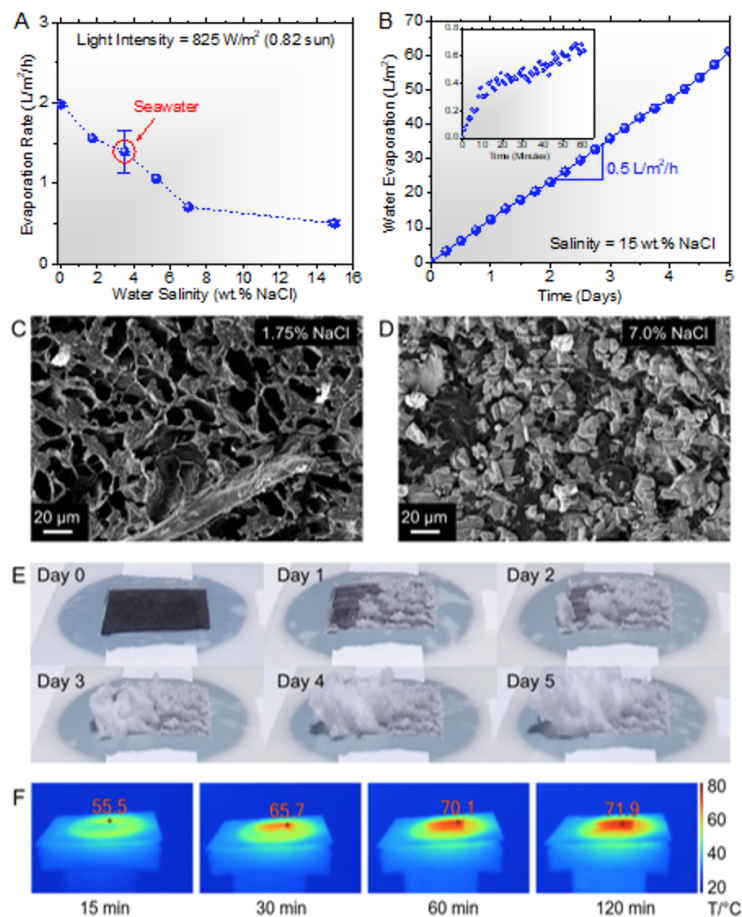 A
Light Intensity = 825 W/m² (0.82 sun)
Seawater
Evaporation Rate (L/m²/h)
3
2
1
0
0 2 4 6 8 10 12 14 16
Water Salinity (wt.% NaCl)
B
Water Evaporation (L/m²)
70
60
50
40
30
20
10
0
0.8
0.6
0.4
0.2
0.0
0 10 20 30 40 50 60
Time (Minutes)
0.5 L/m²/h
Salinity = 15 wt.% NaCl
0 1 2 3 4 5
Time (Days)
C
1.75% NaCl
20 µm
D
7.0% NaCl
20 µm
E
Day 0
Day 1
Day 2
Day 3
Day 4
Day 5
F
55.5
65.7
70.1
71.9
80
60
40
20
15 min
30 min
60 min
120 min
T/°C